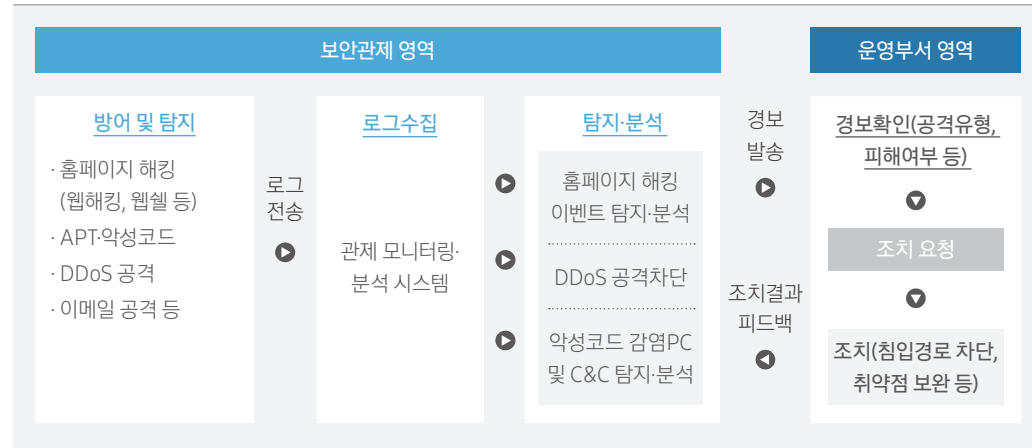 보안관제 영역
방어 및 탐지
· 홈페이지 해킹
(웹해킹, 웹쉘 등)
· APT·악성코드
· DDoS 공격
· 이메일 공격 등
로그
전송
로그수집
관제 모니터링·
분석 시스템
탐지·분석
홈페이지 해킹
이벤트 탐지·분석
DDoS 공격차단
악성코드 감염PC
및 C&C 탐지·분석
경보
발송
조치결과
피드백
운영부서 영역
경보확인(공격유형,
피해여부 등)
조치 요청
조치(침입경로 차단,
취약점 보완 등)